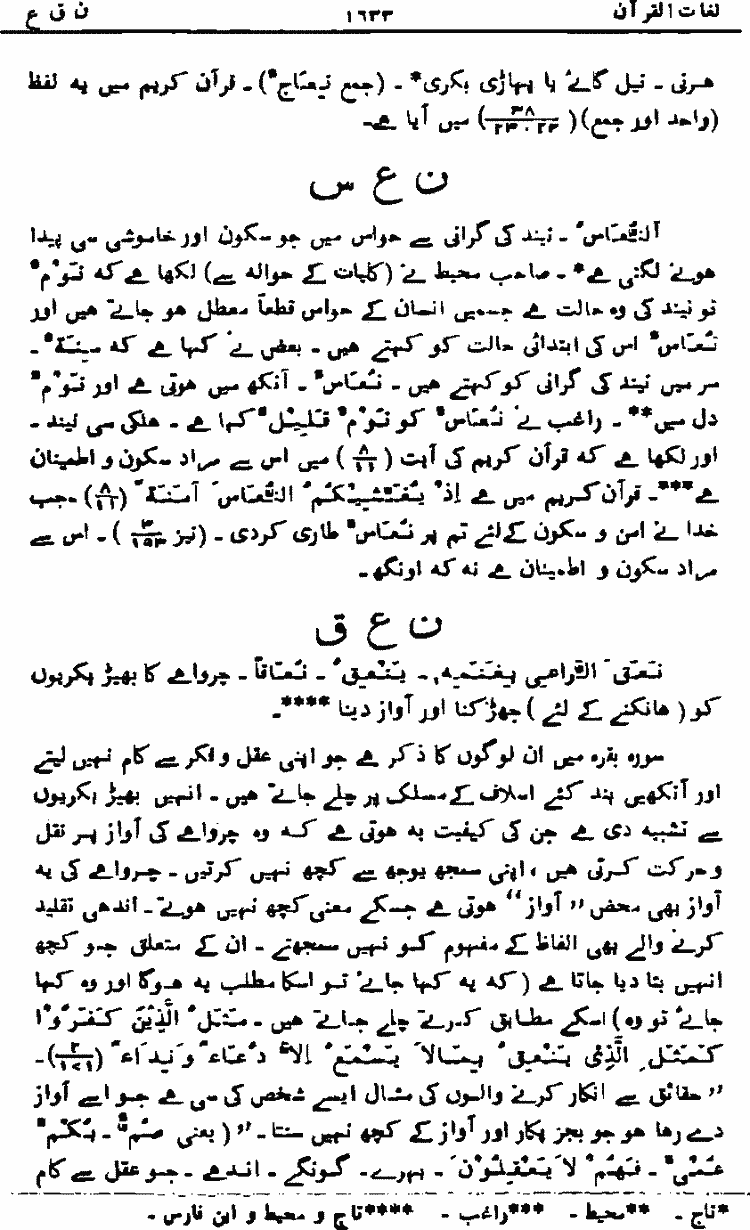 لغات القرآن ۱۶۳۳ ن ع ق
ہرنی ۔ نیل گائے یا پہاڑی بکری* ۔ (جمع نِعَاجٌ) ۔ قرآن کریم میں یہ لفظ
(واحد اور جمع) (۳۸/۲۳،۲۴) میں آیا ہے۔
ن ع س
اَلنُّعَاسُ ۔ نیند کی گرانی سے حواس میں جو سکون اور خاموشی سی پیدا
ہونے لگتی ہے* ۔ صاحب محیط نے (کلیات کے حوالہ سے) لکھا ہے کہ نَوْمٌ
تو نیند کی وہ حالت ہے جسمیں انسان کے حواس قطعاً معطل ہو جاتے ہیں اور
نُعَاسٌ اس کی ابتدائی حالت کو کہتے ہیں ۔ بعض نے کہا ہے کہ سِنَةٌ ۔
سر میں نیند کی گرانی کو کہتے ہیں ۔ نُعَاسٌ ۔ آنکھ میں ہوتی ہے اور نَوْمٌ
دل میں** ۔ راغب نے نُعَاسٌ کو نَوْمٌ قَلِیْلٌ کہا ہے ۔ ہلکی سی نیند ۔
اور لکھا ہے کہ قرآن کریم کی آیت (۸/۱۱) میں اس سے مراد سکون و اطمینان
ہے*** ۔ قرآن کریم میں ہے اِذْ یُغَشِّیْکُمُ النُّعَاسَ اَمَنَةً (۸/۱۱) ۔ جب
خدا نے امن و سکون کےلئے تم پر نُعَاسٌ طاری کردی ۔ (نیز ۳/۱۵۳) ۔ اس سے
مراد سکون و اطمینان ہے نہ کہ اونگھ۔
ن ع ق
نَعَقَ الرَّاعِی بِغَنَمِهِ ۔ یَنْعِقُ ۔ نُعَاقاً ۔ چرواہے کا بھیڑ بکریوں
کو (ہانکنے کے لئے) جھڑکنا اور آواز دینا **** ۔
سورہ بقرہ میں ان لوگوں کا ذکر ہے جو اپنی عقل و فکر سے کام نہیں لیتے
اور آنکھیں بند کئے اسلاف کے مسلک پر چلے جاتے ہیں ۔ انہیں بھیڑ بکریوں
سے تشبیہ دی ہے جن کی کیفیت یہ ہوتی ہے کہ وہ چرواہے کی آواز پر نقل
و حرکت کرتی ہیں ، اپنی سمجھ بوجھ سے کچھ نہیں کرتیں ۔ چرواہے کی یہ
آواز بھی محض ”آواز“ ہوتی ہے جسکے معنی کچھ نہیں ہوتے ۔ اندھی تقلید
کرنے والے بھی الفاظ کے مفہوم کو نہیں سمجھتے ۔ ان کے متعلق جو کچھ
انہیں بتا دیا جاتا ہے (کہ یہ کہا جائے تو اسکا مطلب یہ ہوگا اور وہ کہا
جائے تو وہ) اسکے مطابق کرتے چلے جاتے ہیں ۔ مَثَلُ الَّذِیْنَ کَفَرُوْا
کَمَثَلِ الَّذِیْ یَنْعِقُ بِمَا لَا یَسْمَعُ اِلَّا دُعَاءً وَ نِدَاءً (۲/۱۷۱) ۔
”حقائق سے انکار کرنے والوں کی مثال ایسے شخص کی سی ہے جو اسے آواز
دے رہا ہو جو بجز پکار اور آواز کے کچھ نہیں سنتا ۔“ (یعنی صُمٌّ ۔ بُکْمٌ
عُمْیٌ ۔ فَهُمْ لَا یَعْقِلُوْنَ ۔ بہرے ۔ گونگے ۔ اندھے ۔ جو عقل سے کام
*تاج ۔ **محیط ۔ ***راغب ۔ ****تاج و محیط و ابن فارس ۔